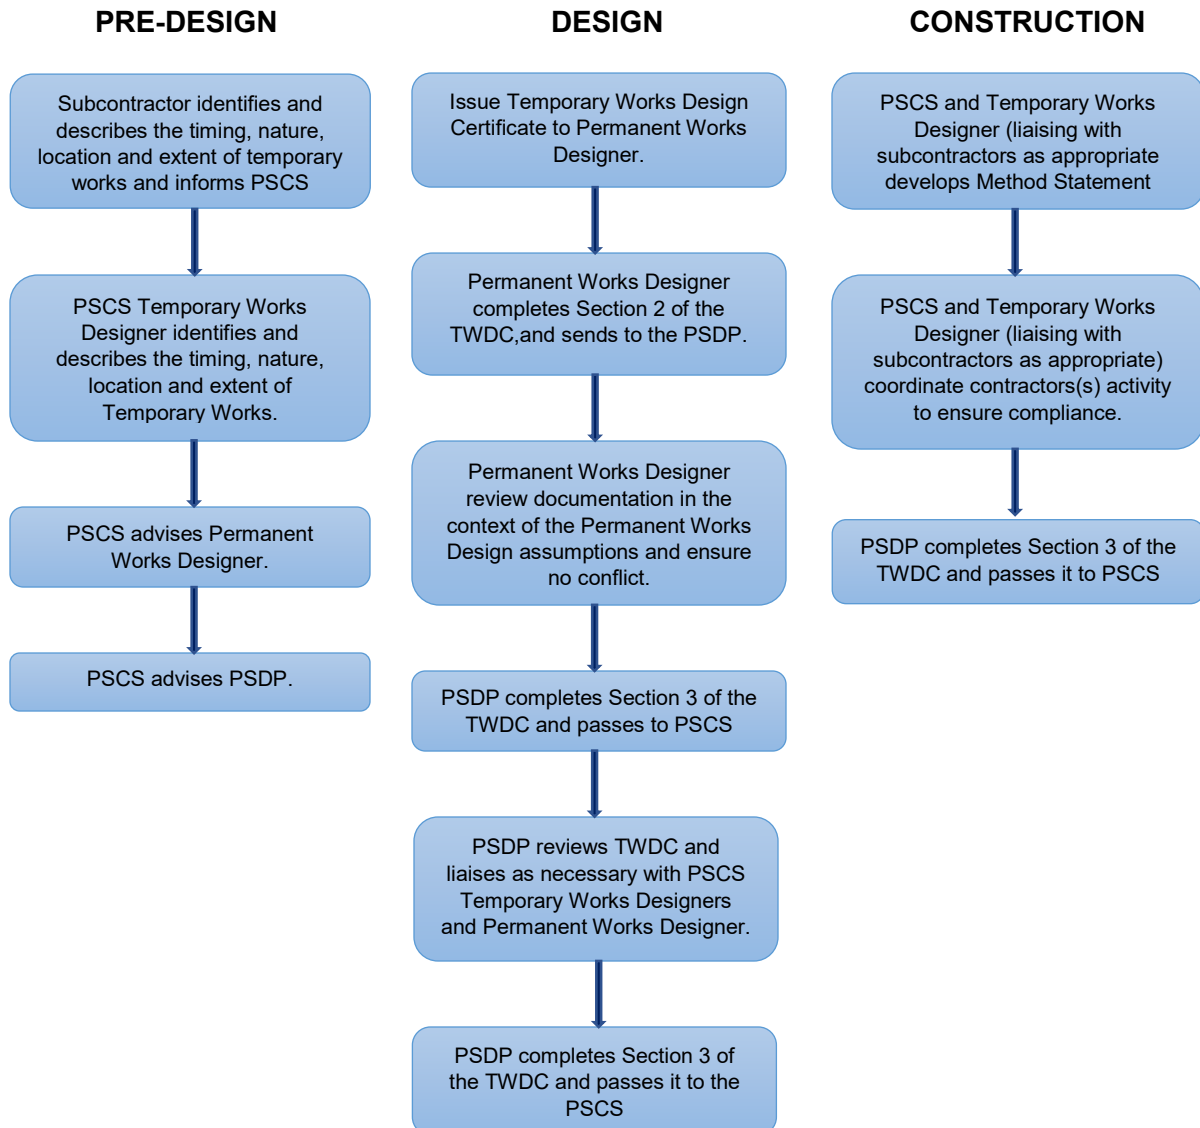 PRE-DESIGN
Subcontractor identifies and
describes the timing, nature,
location and extent of temporary
works and informs PSCS
PSCS Temporary Works
Designer identifies and
describes the timing, nature,
location and extent of
Temporary Works.
PSCS advises Permanent
Works Designer.
PSCS advises PSDP.
DESIGN
Issue Temporary Works Design
Certificate to Permanent Works
Designer.
Permanent Works Designer
completes Section 2 of the
TWDC,and sends to the PSDP.
Permanent Works Designer
review documentation in the
context of the Permanent Works
Design assumptions and ensure
no conflict.
PSDP completes Section 3 of the
TWDC and passes to PSCS
PSDP reviews TWDC and
liaises as necessary with PSCS
Temporary Works Designers
and Permanent Works Designer.
PSDP completes Section 3 of
the TWDC and passes it to the
PSCS
CONSTRUCTION
PSCS and Temporary Works
Designer (liaising with
subcontractors as appropriate
develops Method Statement
PSCS and Temporary Works
Designer (liaising with
subcontractors as appropriate)
coordinate contractors(s) activity
to ensure compliance.
PSDP completes Section 3 of the
TWDC and passes it to PSCS